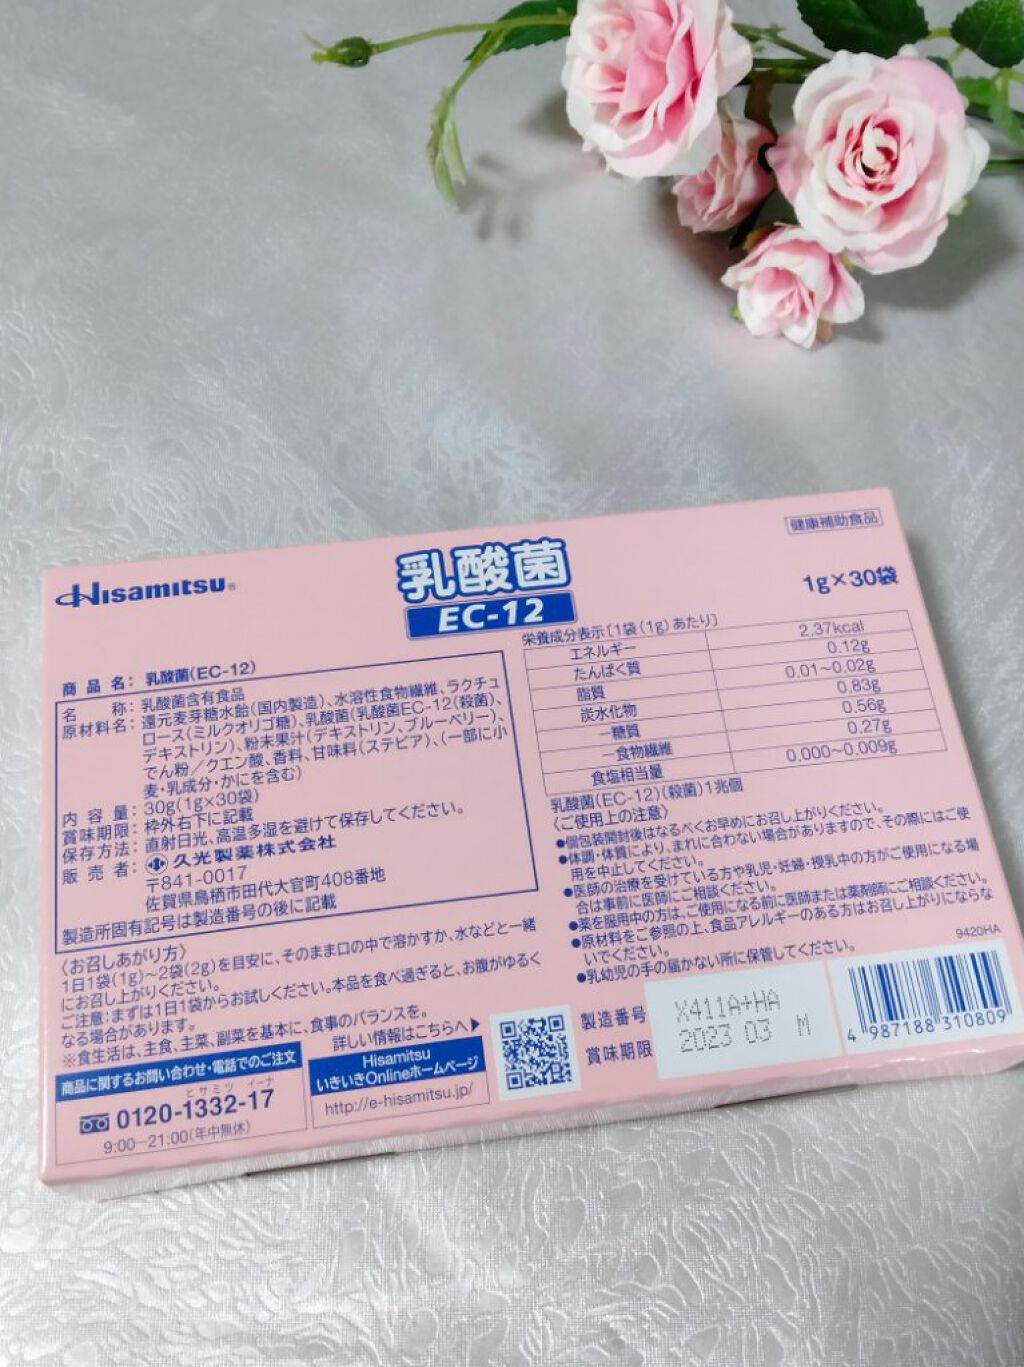 健康補助食品
Hisamitsu®
乳酸菌
EC-12
1g×30袋
商品名: 乳酸菌(EC-12)
名称: 乳酸菌含有食品
原材料名: 還元麦芽糖水飴(国内製造)、水溶性食物繊維、ラクチュ
ロース(ミルクオリゴ糖)、乳酸菌(乳酸菌EC-12(殺菌)、
デキストリン)、粉末果汁(デキストリン、ブルーベリー)、
でん粉／クエン酸、香料、甘味料(ステビア)、(一部に小
麦・乳成分・かにを含む)
内容量: 30g(1g×30袋)
賞味期限: 枠外右下に記載
保存方法: 直射日光、高温多湿を避けて保存してください。
販売者: 久光製薬株式会社
〒841-0017
佐賀県鳥栖市田代大官町408番地
製造所固有記号は製造番号の後に記載
〈お召しあがり方〉
1日1袋(1g)～2袋(2g)を目安に、そのまま口の中で溶かすか、水などと一緒
にお召し上がりください。
ご注意:まずは1日1袋からお試しください。本品を食べ過ぎると、お腹がゆるく
なる場合があります。
※食生活は、主食、主菜、副菜を基本に、食事のバランスを。
詳しい情報はこちらへ▶
商品に関するお問い合わせ・電話でのご注文
ヒサミツ イーナ
0120-1332-17
9:00―21:00(年中無休)
Hisamitsu
いきいきOnlineホームページ
http://e-hisamitsu.jp/
栄養成分表示[1袋(1g)あたり]
エネルギー 2.37kcal
たんぱく質 0.12g
脂質 0.01～0.02g
炭水化物 0.83g
―糖質 0.56g
―食物繊維 0.27g
食塩相当量 0.000～0.009g
乳酸菌(EC-12)(殺菌)1兆個
〈ご使用上の注意〉
●個包装開封後はなるべくお早めにお召し上がりください。
●体調・体質により、まれに合わない場合がありますので、その際にはご使
用を中止してください。
●医師の治療を受けている方や乳児・妊婦・授乳中の方がご使用になる場
合は事前に医師にご相談ください。
●薬を服用中の方は、ご使用になる前に医師または薬剤師にご相談ください。
●原材料をご参照の上、食品アレルギーのある方はお召し上がりにならな
いでください。
●乳幼児の手の届かない所に保管してください。
9420HA
製造番号 X411A+HA
賞味期限 2023 03 M
4 987188 310809